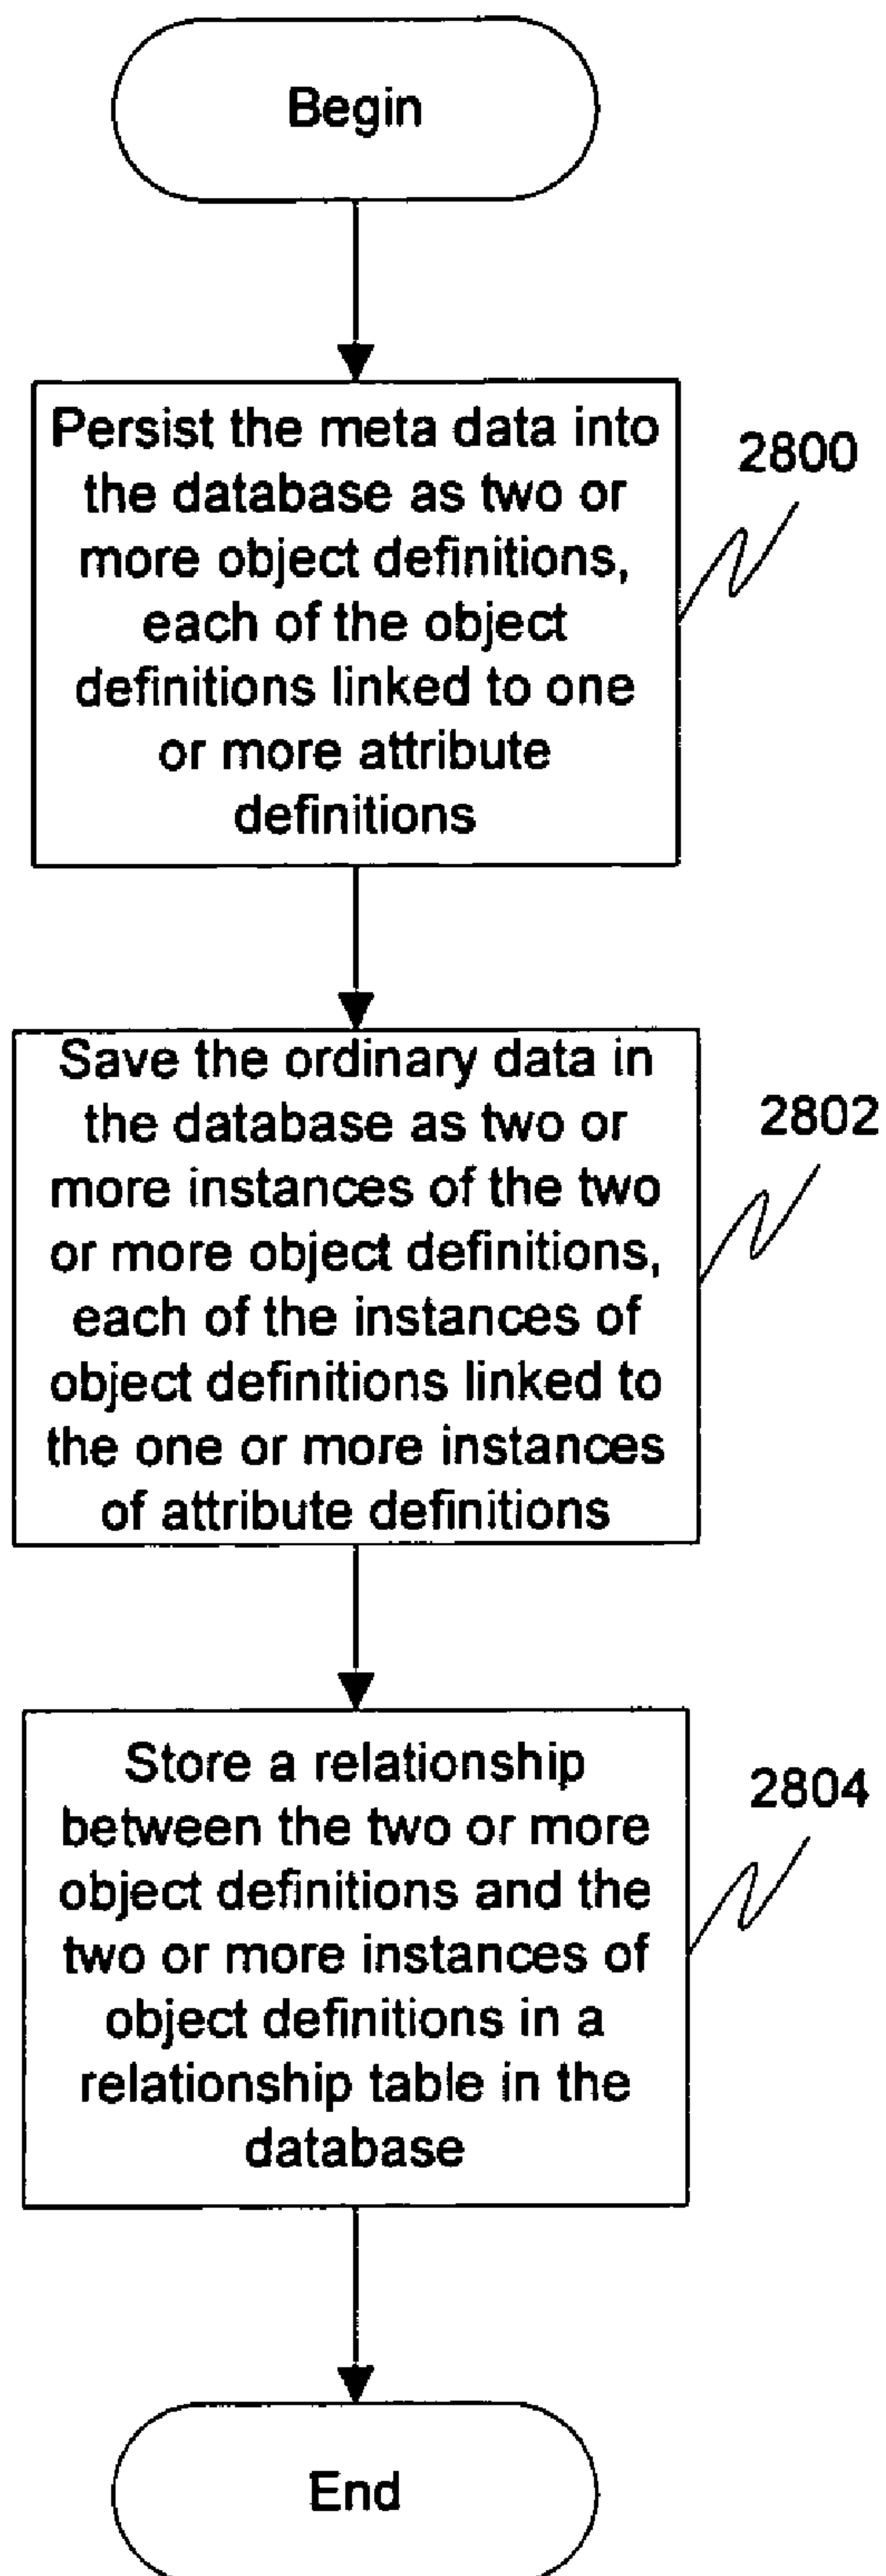 Begin
Persist the meta data into
the database as two or
more object definitions,
each of the object
definitions linked to one
or more attribute
definitions
2800
Save the ordinary data in
the database as two or
more instances of the two
or more object definitions,
each of the instances of
object definitions linked to
the one or more instances
of attribute definitions
2802
Store a relationship
between the two or more
object definitions and the
two or more instances of
object definitions in a
relationship table in the
database
2804
End